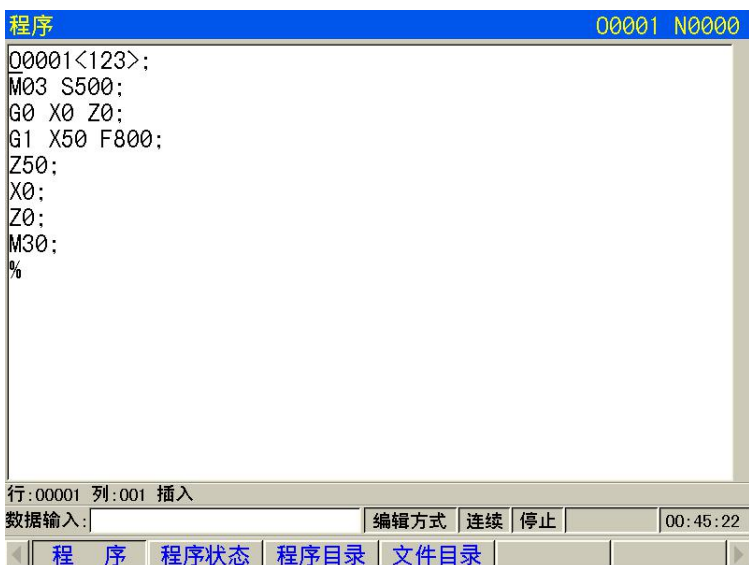 程序 O0001 N0000
O0001<123>;
M03 S500;
G0 X0 Z0;
G1 X50 F800;
Z50;
X0;
Z0;
M30;
%
行:00001 列:001 插入
数据输入: 编辑方式 连续 停止 00:45:22
程 序 程序状态 程序目录 文件目录